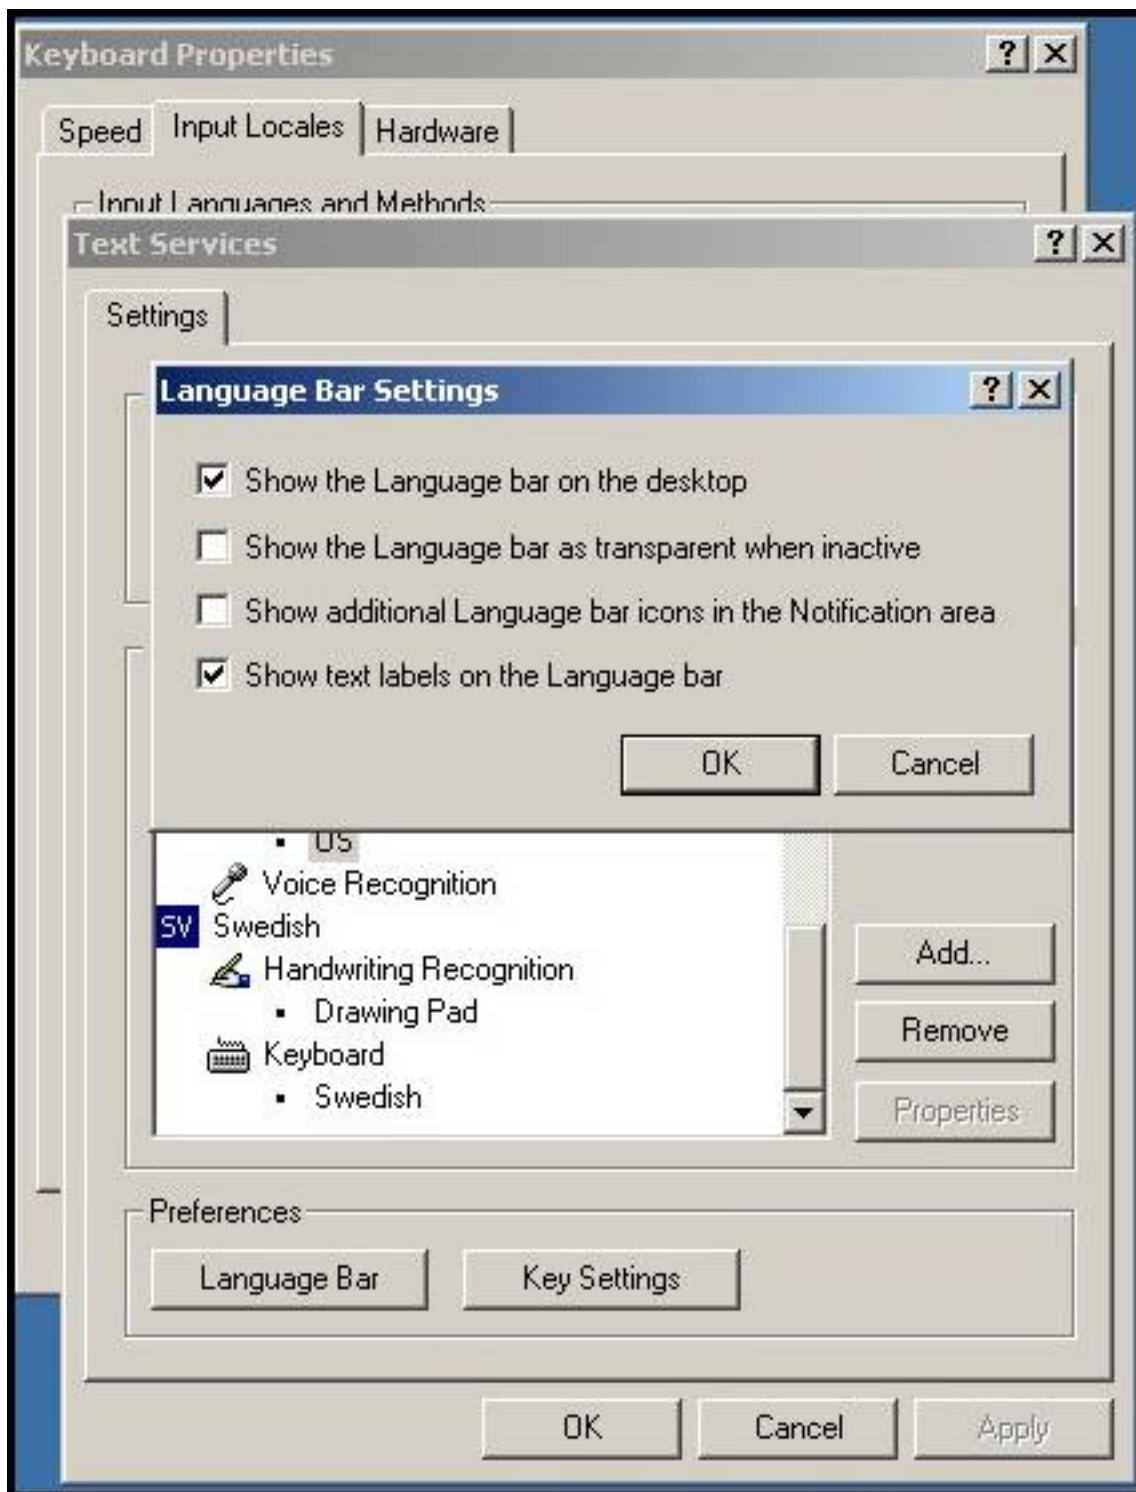 Keyboard Properties
Speed Input Locales Hardware
Input Languages and Methods
Text Services
Settings
Language Bar Settings
Show the Language bar on the desktop
Show the Language bar as transparent when inactive
Show additional Language bar icons in the Notification area
Show text labels on the Language bar
OK Cancel
US
Voice Recognition
SV Swedish
Handwriting Recognition
Drawing Pad
Keyboard
Swedish
Add...
Remove
Properties
Preferences
Language Bar Key Settings
OK Cancel Apply